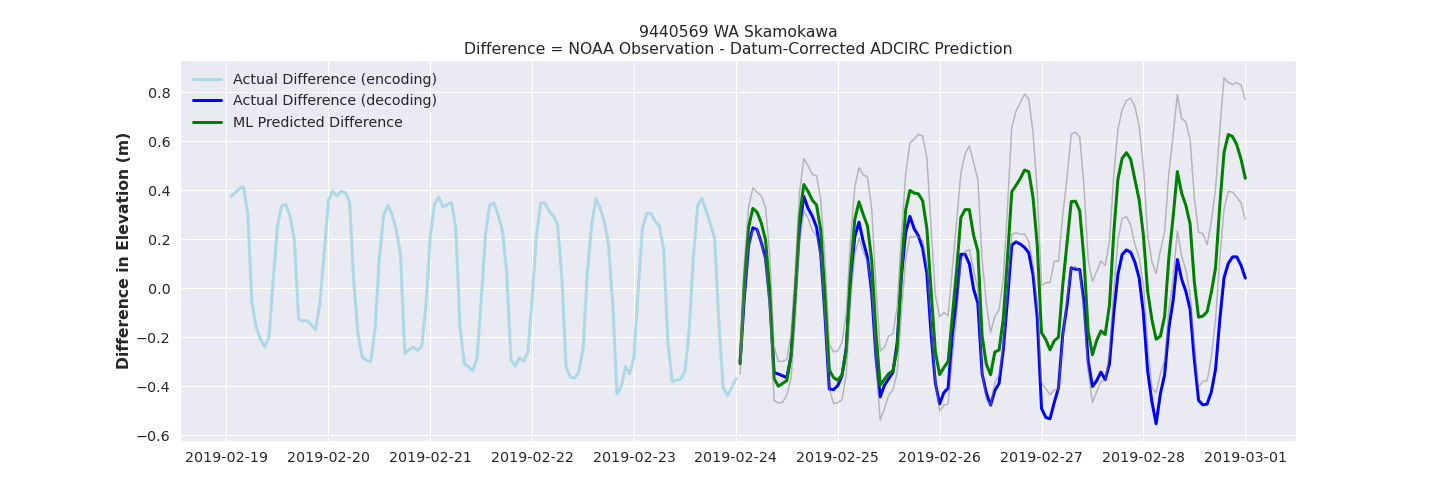 9440569 WA Skamokawa
Difference = NOAA Observation - Datum-Corrected ADCIRC Prediction
Actual Difference (encoding)
Actual Difference (decoding)
ML Predicted Difference
Difference in Elevation (m)
0.8
0.6
0.4
0.2
0.0
−0.2
−0.4
−0.6
2019-02-19 2019-02-20 2019-02-21 2019-02-22 2019-02-23 2019-02-24 2019-02-25 2019-02-26 2019-02-27 2019-02-28 2019-03-01